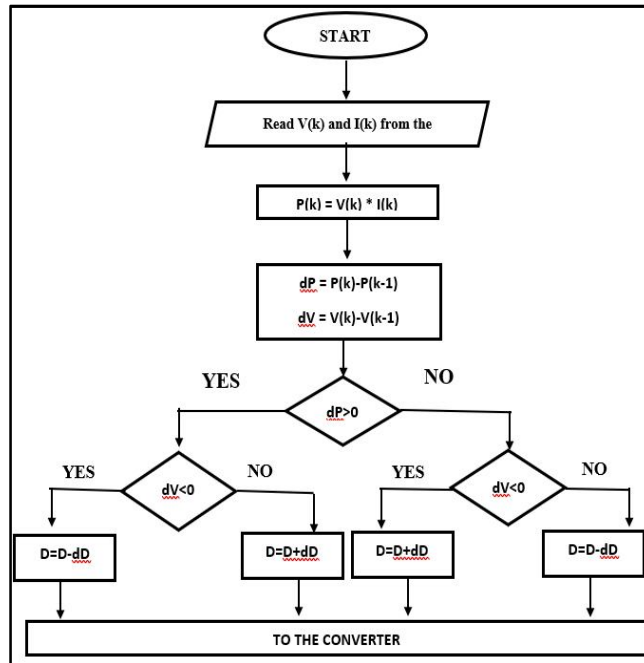 START
Read V(k) and I(k) from the
P(k) = V(k) * I(k)
dP = P(k)-P(k-1)
dV = V(k)-V(k-1)
YES
NO
dP>0
YES
dV<0
NO
YES
dV<0
NO
D=D-dD
D=D+dD
D=D+dD
D=D-dD
TO THE CONVERTER